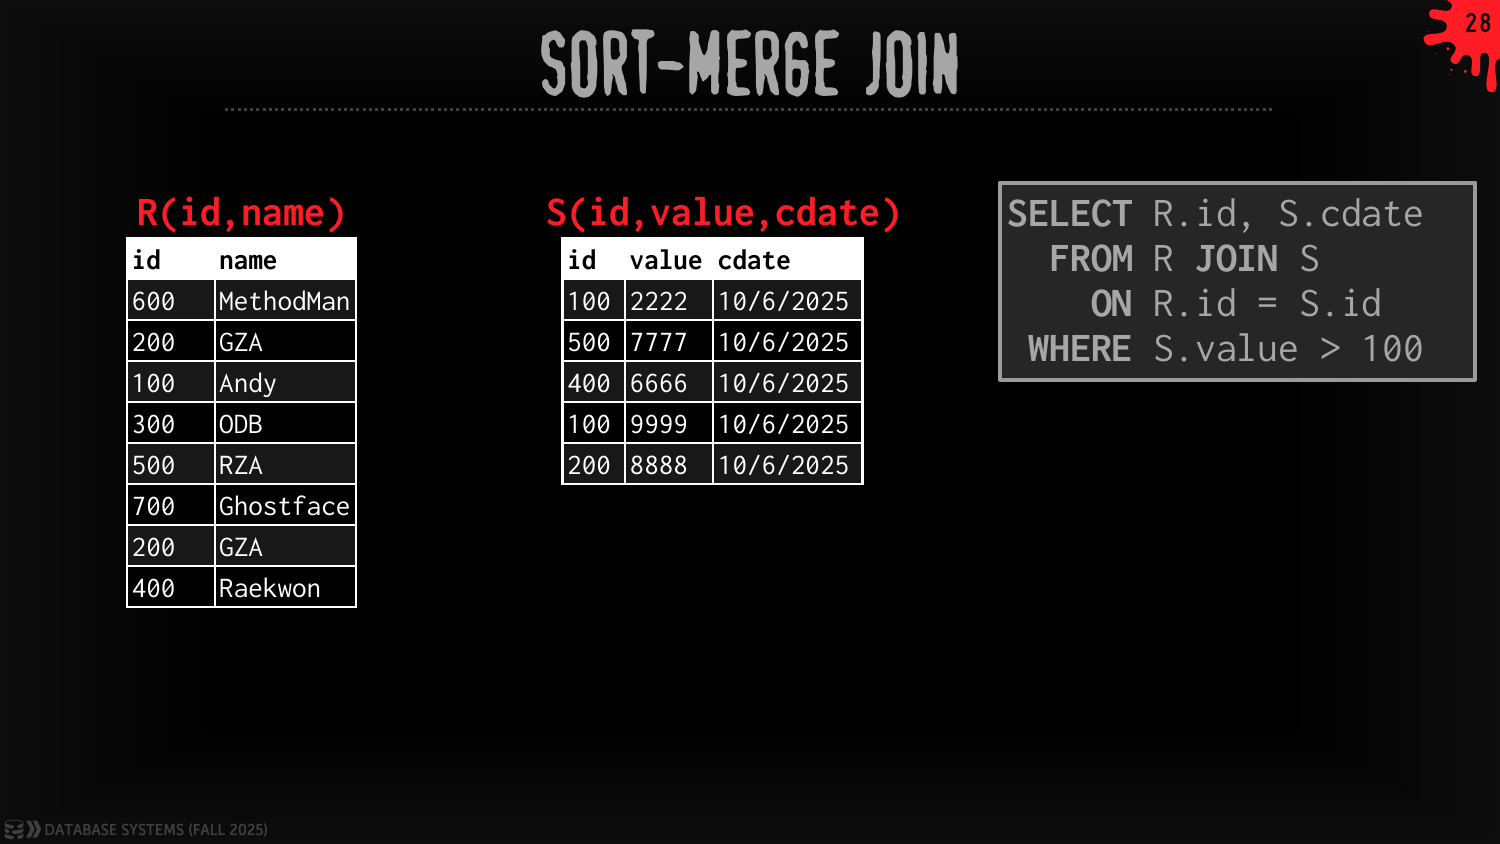 28
SORT-MERGE JOIN
R(id,name)
id name
600 MethodMan
200 GZA
100 Andy
300 ODB
500 RZA
700 Ghostface
200 GZA
400 Raekwon
S(id,value,cdate)
id value cdate
100 2222 10/6/2025
500 7777 10/6/2025
400 6666 10/6/2025
100 9999 10/6/2025
200 8888 10/6/2025
SELECT R.id, S.cdate
FROM R JOIN S
ON R.id = S.id
WHERE S.value > 100
DATABASE SYSTEMS (FALL 2025)